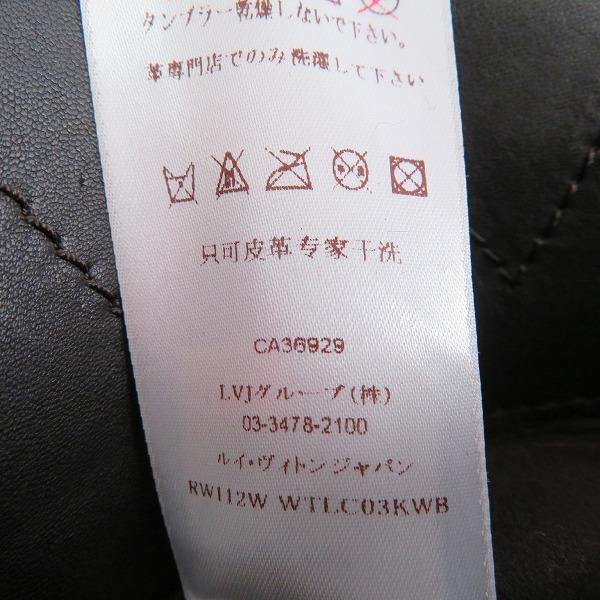 タンブラー乾燥しないで下さい。
革専門店でのみ洗濯して下さい
只可皮革专家干洗
CA36929
LVJグループ(株)
03-3478-2100
ルイ・ヴィトン ジャパン
RW112W WTLC03KWB